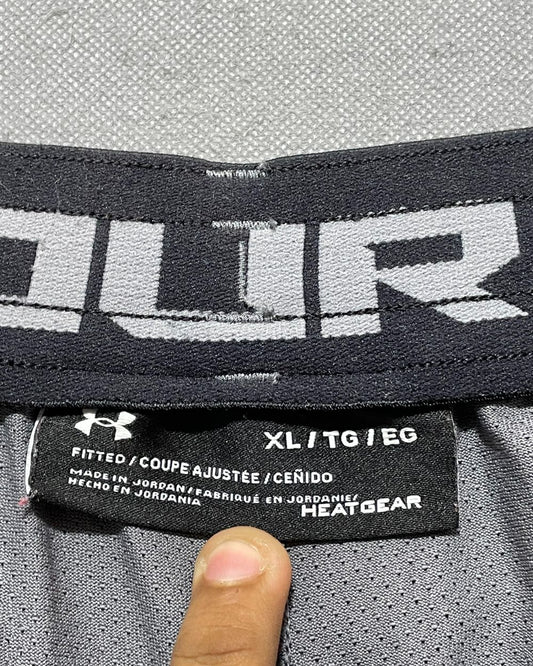 OUR
XL / TG / EG
FITTED / COUPE AJUSTÉE / CEÑIDO
MADE IN JORDAN / FABRIQUÉ EN JORDANIE/
HECHO EN JORDANIA
HEATGEAR